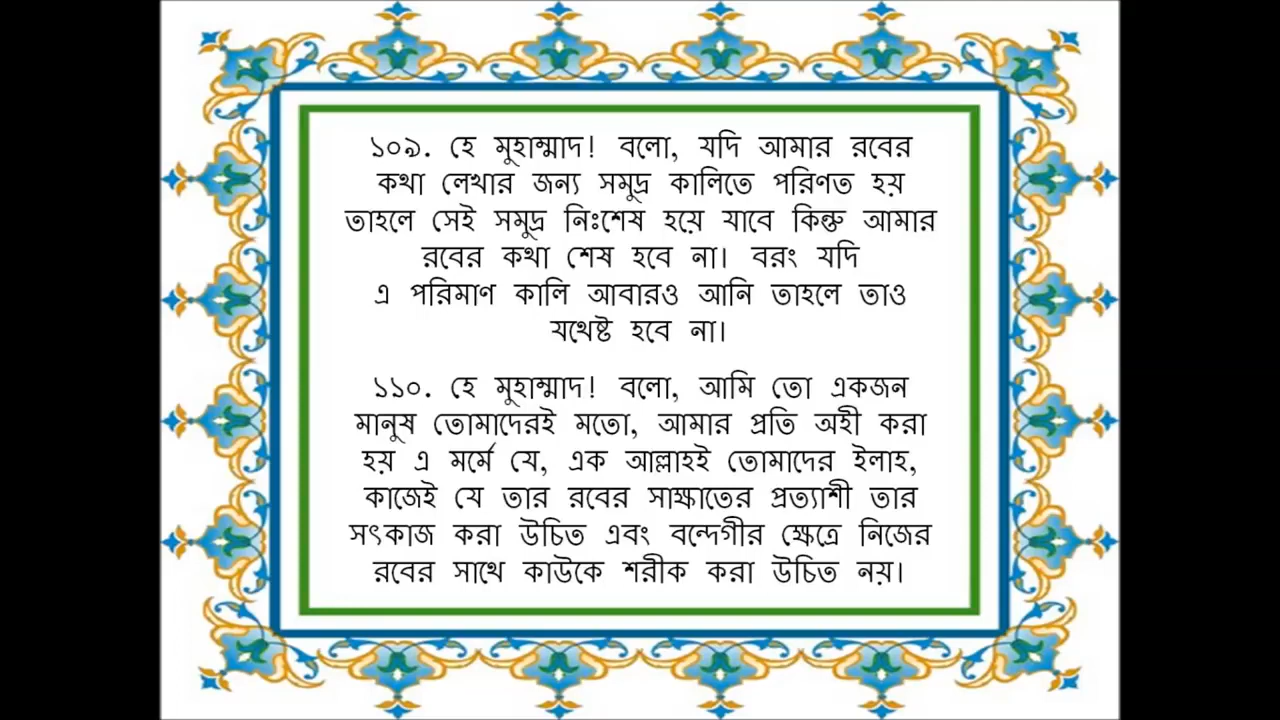 ১০৯. হে মুহাম্মাদ! বলো, যদি আমার রবের
কথা লেখার জন্য সমুদ্র কালিতে পরিণত হয়
তাহলে সেই সমুদ্র নিঃশেষ হয়ে যাবে কিন্তু আমার
রবের কথা শেষ হবে না। বরং যদি
এ পরিমাণ কালি আবারও আনি তাহলে তাও
যথেষ্ট হবে না।
১১০. হে মুহাম্মাদ! বলো, আমি তো একজন
মানুষ তোমাদেরই মতো, আমার প্রতি অহী করা
হয় এ মর্মে যে, এক আল্লাহই তোমাদের ইলাহ,
কাজেই যে তার রবের সাক্ষাতের প্রত্যাশী তার
সৎকাজ করা উচিত এবং বন্দেগীর ক্ষেত্রে নিজের
রবের সাথে কাউকে শরীক করা উচিত নয়।